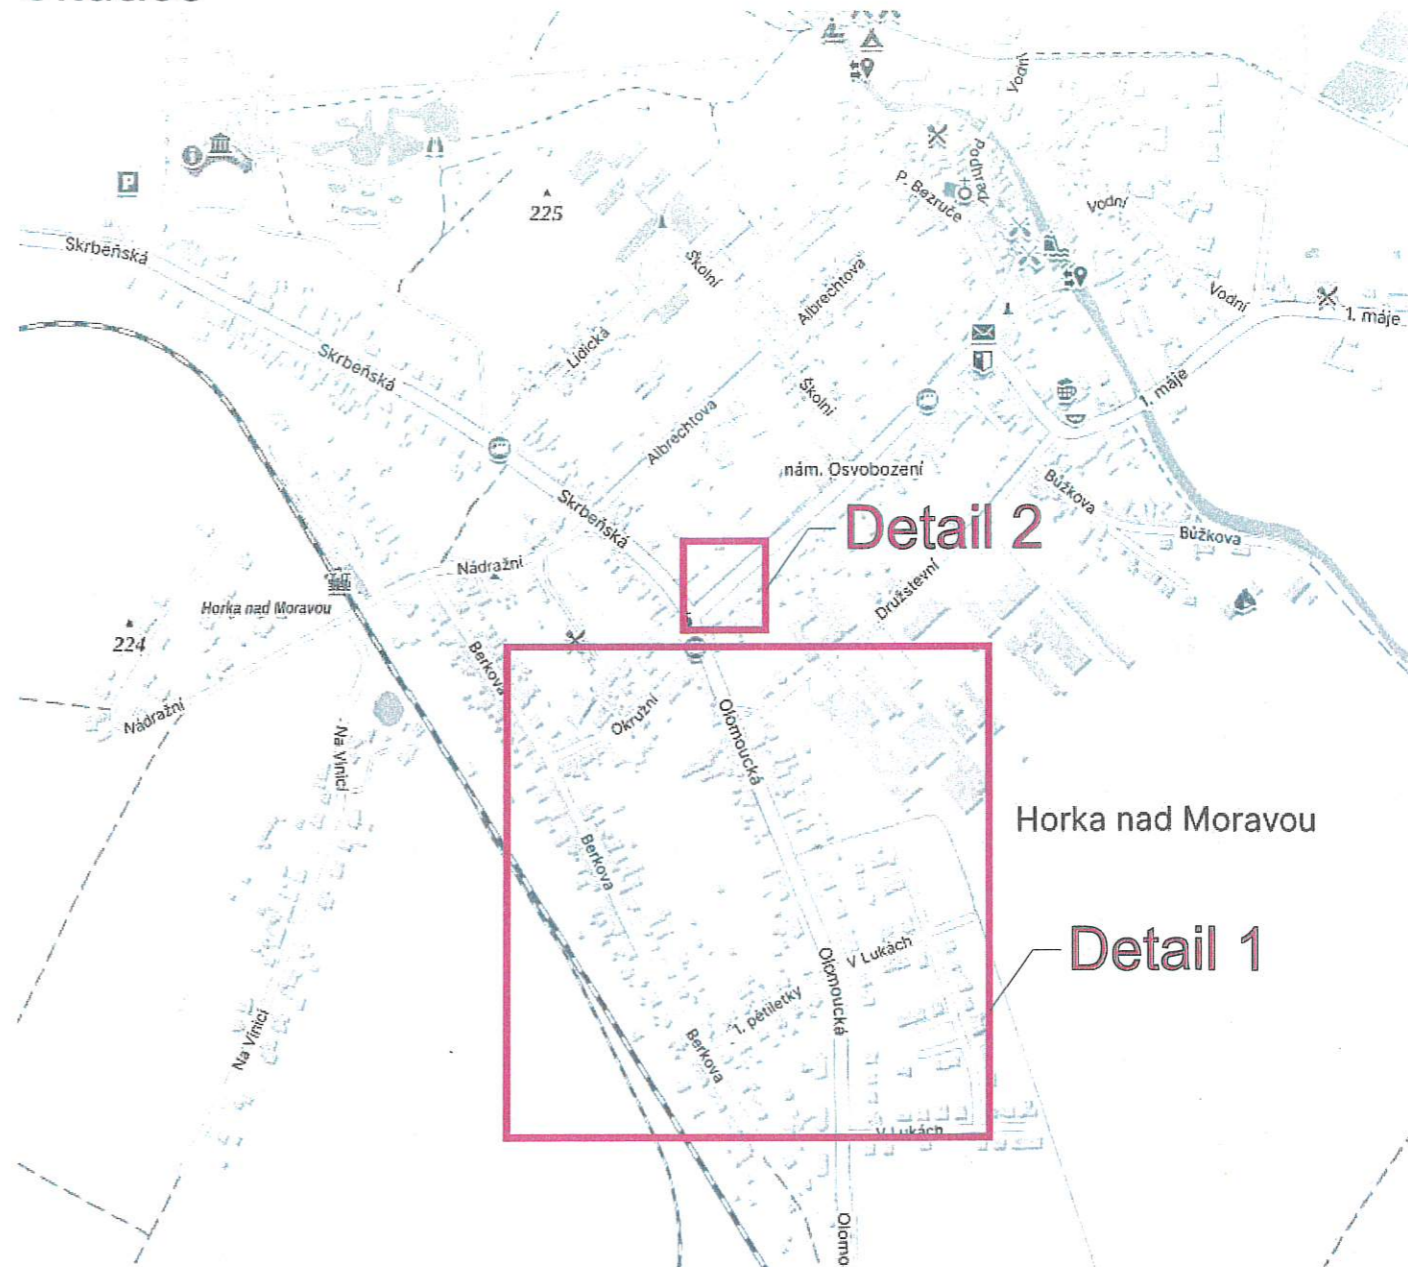 Vodní
Podhradí
P. Bezruče
P
225
Vodní
Skrbeňská
Školní
Albrechtova
Vodní
1. máje
Lidická
Skrbeňská
Školní
1. máje
Albrechtova
nám. Osvobození
Bůžkova
Skrbeňská
Detail 2
Bůžkova
Nádražní
Družstevní
Horka nad Moravou
224
Berkova
Nádražní
Okružní
Olomoucká
Na Vinici
Horka nad Moravou
Berkova
Detail 1
V Lukách
Olomoucká
1. pětiletky
Na Vinici
Berkova
V Lukách
Olomo